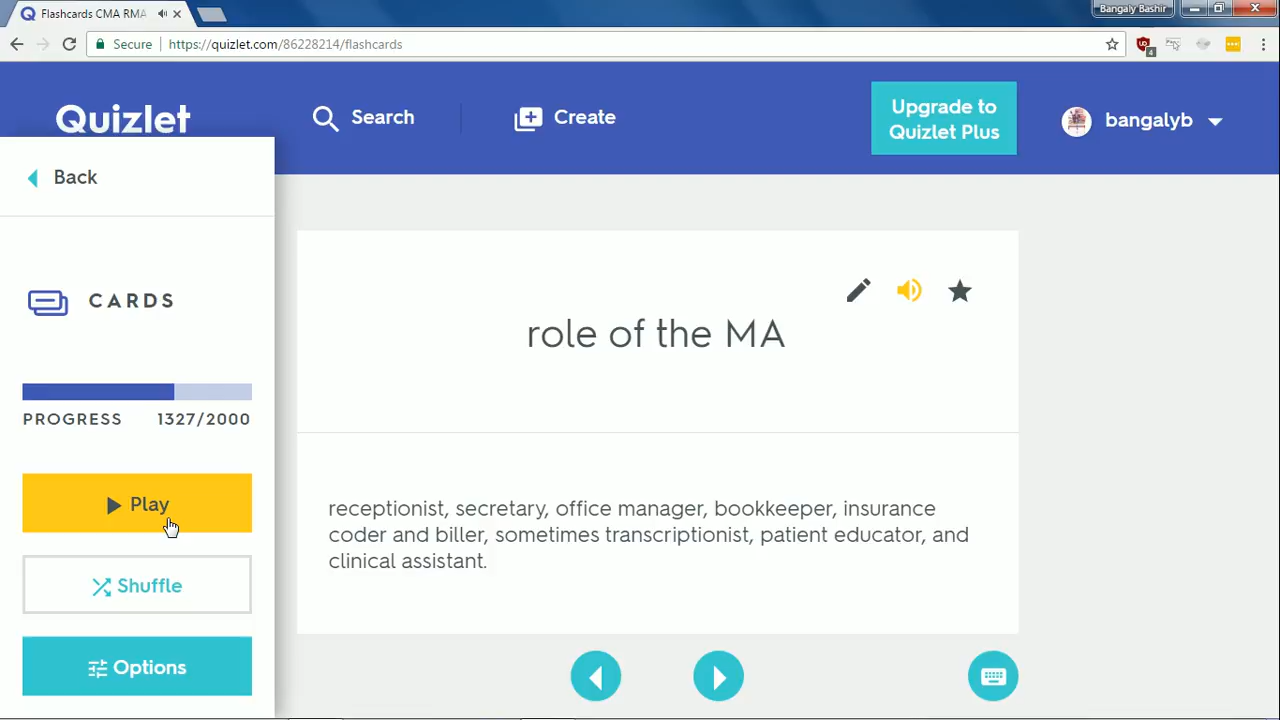 Flashcards CMA RMA
Bangaly Bashir
Secure
https://quizlet.com/86228214/flashcards
4
Quizlet
Search
Create
Upgrade to
Quizlet Plus
bangalyb
Back
CARDS
PROGRESS 1327/2000
Play
Shuffle
Options
role of the MA
receptionist, secretary, office manager, bookkeeper, insurance
coder and biller, sometimes transcriptionist, patient educator, and
clinical assistant.